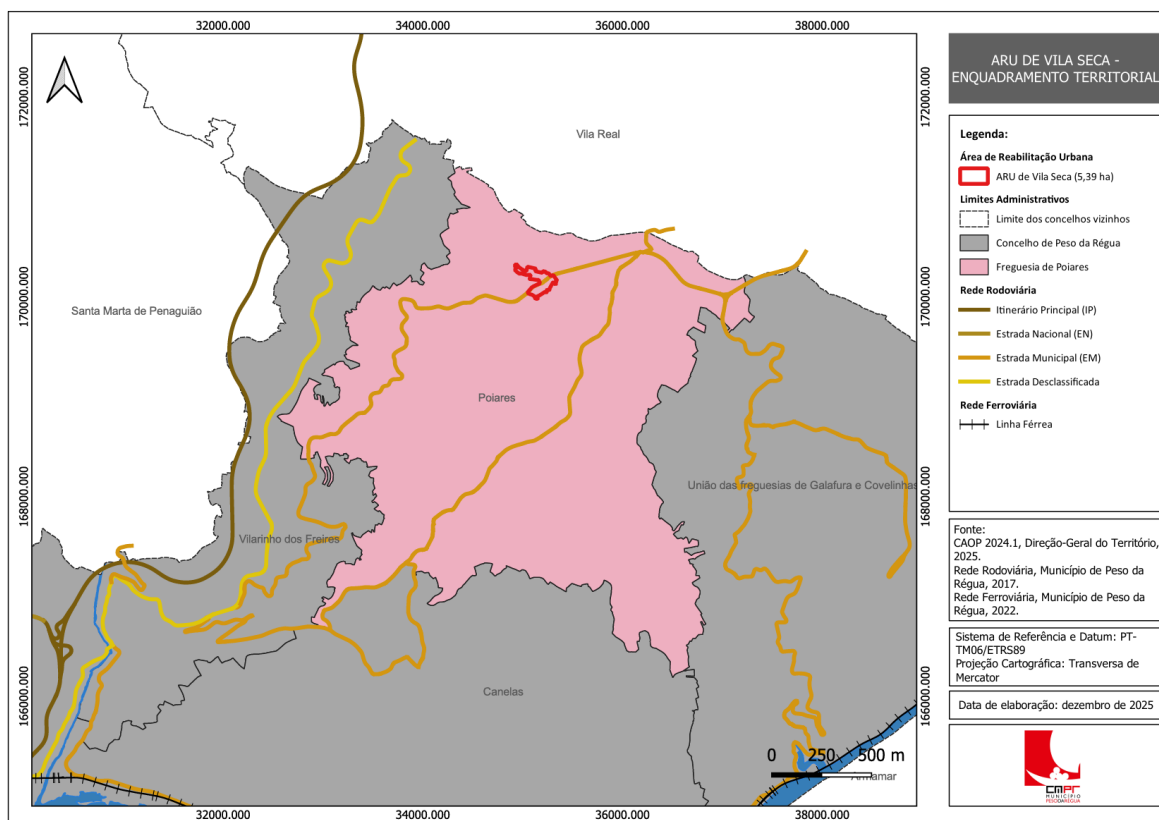 32000.000
34000.000
36000.000
38000.000
172000.000
172000.000
170000.000
170000.000
168000.000
168000.000
166000.000
166000.000
Vila Real
Santa Marta de Penaguião
Poiares
União das freguesias de Galafura e Covelinhas
Vilarinho dos Freires
Canelas
0 250 500 m
Armamar
32000.000
34000.000
36000.000
38000.000
ARU DE VILA SECA -
ENQUADRAMENTO TERRITORIAL
Legenda:
Área de Reabilitação Urbana
ARU de Vila Seca (5,39 ha)
Limites Administrativos
Limite dos concelhos vizinhos
Concelho de Peso da Régua
Freguesia de Poiares
Rede Rodoviária
Itinerário Principal (IP)
Estrada Nacional (EN)
Estrada Municipal (EM)
Estrada Desclassificada
Rede Ferroviária
Linha Férrea
Fonte:
CAOP 2024.1, Direção-Geral do Território,
2025.
Rede Rodoviária, Município de Peso da
Régua, 2017.
Rede Ferroviária, Município de Peso da
Régua, 2022.
Sistema de Referência e Datum: PT-
TM06/ETRS89
Projeção Cartográfica: Transversa de
Mercator
Data de elaboração: dezembro de 2025
CMPR
MUNICÍPIO
PESO DA RÉGUA